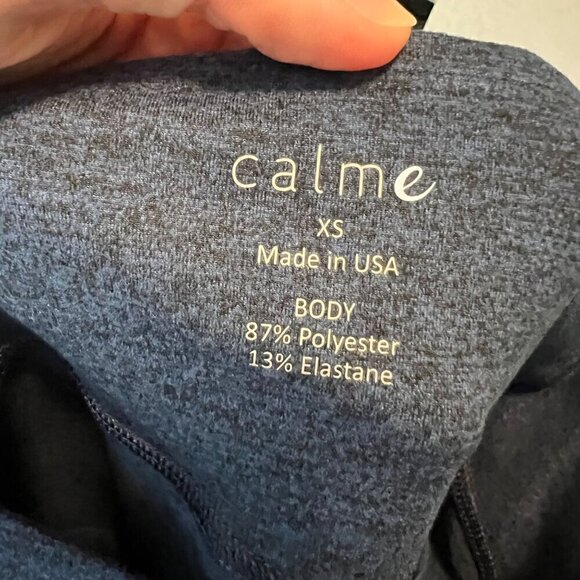 calme
XS
Made in USA
BODY
87% Polyester
13% Elastane